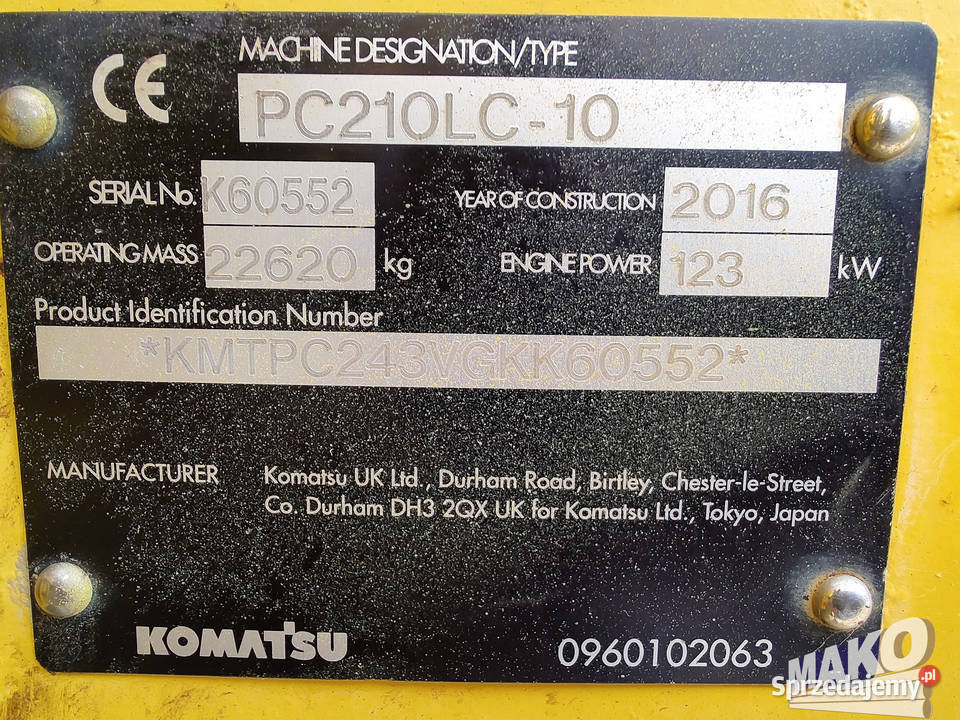 CE
MACHINE DESIGNATION/TYPE
PC210LC-10
SERIAL No. K60552 YEAR OF CONSTRUCTION 2016
OPERATING MASS 22620 kg ENGINE POWER 123 kW
Product Identification Number
*KMTPC243VGKK60552*
MANUFACTURER Komatsu UK Ltd., Durham Road, Birtley, Chester-le-Street,
Co. Durham DH3 2QX UK for Komatsu Ltd., Tokyo, Japan
KOMATSU 0960102063
MAKO
Sprzedajemy.pl